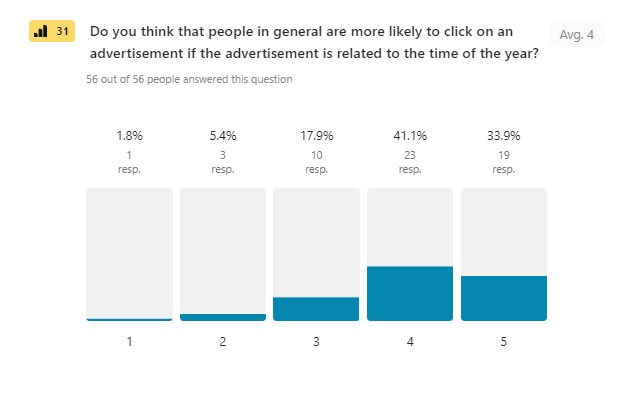 31
Do you think that people in general are more likely to click on an
advertisement if the advertisement is related to the time of the year?
Avg. 4
56 out of 56 people answered this question
1.8% 5.4% 17.9% 41.1% 33.9%
1 3 10 23 19
resp. resp. resp. resp. resp.
1 2 3 4 5